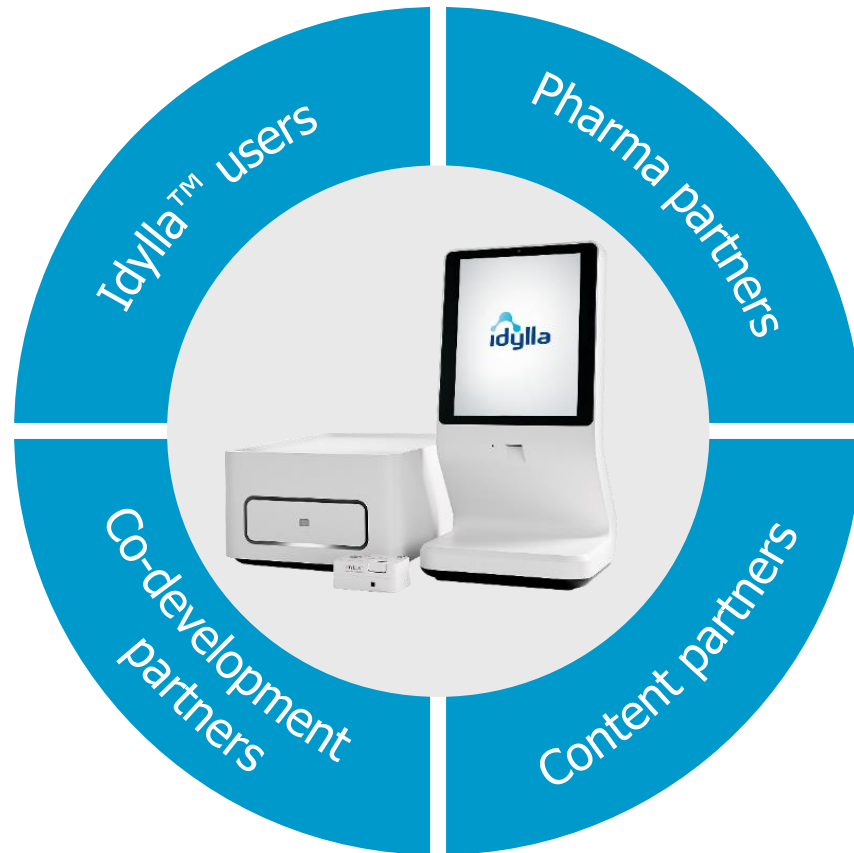 Idylla™ users
Pharma partners
idylla
Co-development
partners
Content partners